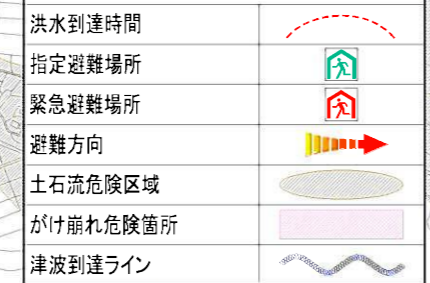 洪水到達時間
指定避難場所
緊急避難場所
避難方向
土石流危険区域
がけ崩れ危険箇所
津波到達ライン